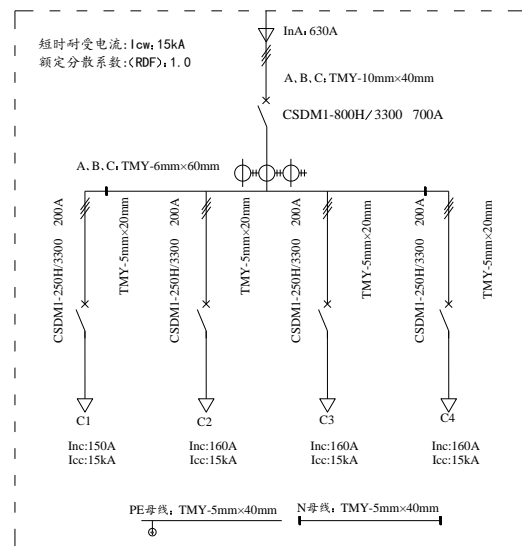 InA: 630A
短时耐受电流:Icw: 15kA
额定分散系数:(RDF): 1.0
A, B, C: TMY-10mm×40mm
CSDM1-800H/3300 700A
A, B, C: TMY-6mm×60mm
CSDM1-250H/3300 200A
TMY-5mm×20mm
CSDM1-250H/3300 200A
TMY-5mm×20mm
CSDM1-250H/3300 200A
TMY-5mm×20mm
CSDM1-250H/3300 200A
TMY-5mm×20mm
C1
C2
C3
C4
Inc:150A
Icc:15kA
Inc:160A
Icc:15kA
Inc:160A
Icc:15kA
Inc:160A
Icc:15kA
PE母线: TMY-5mm×40mm
N母线: TMY-5mm×40mm